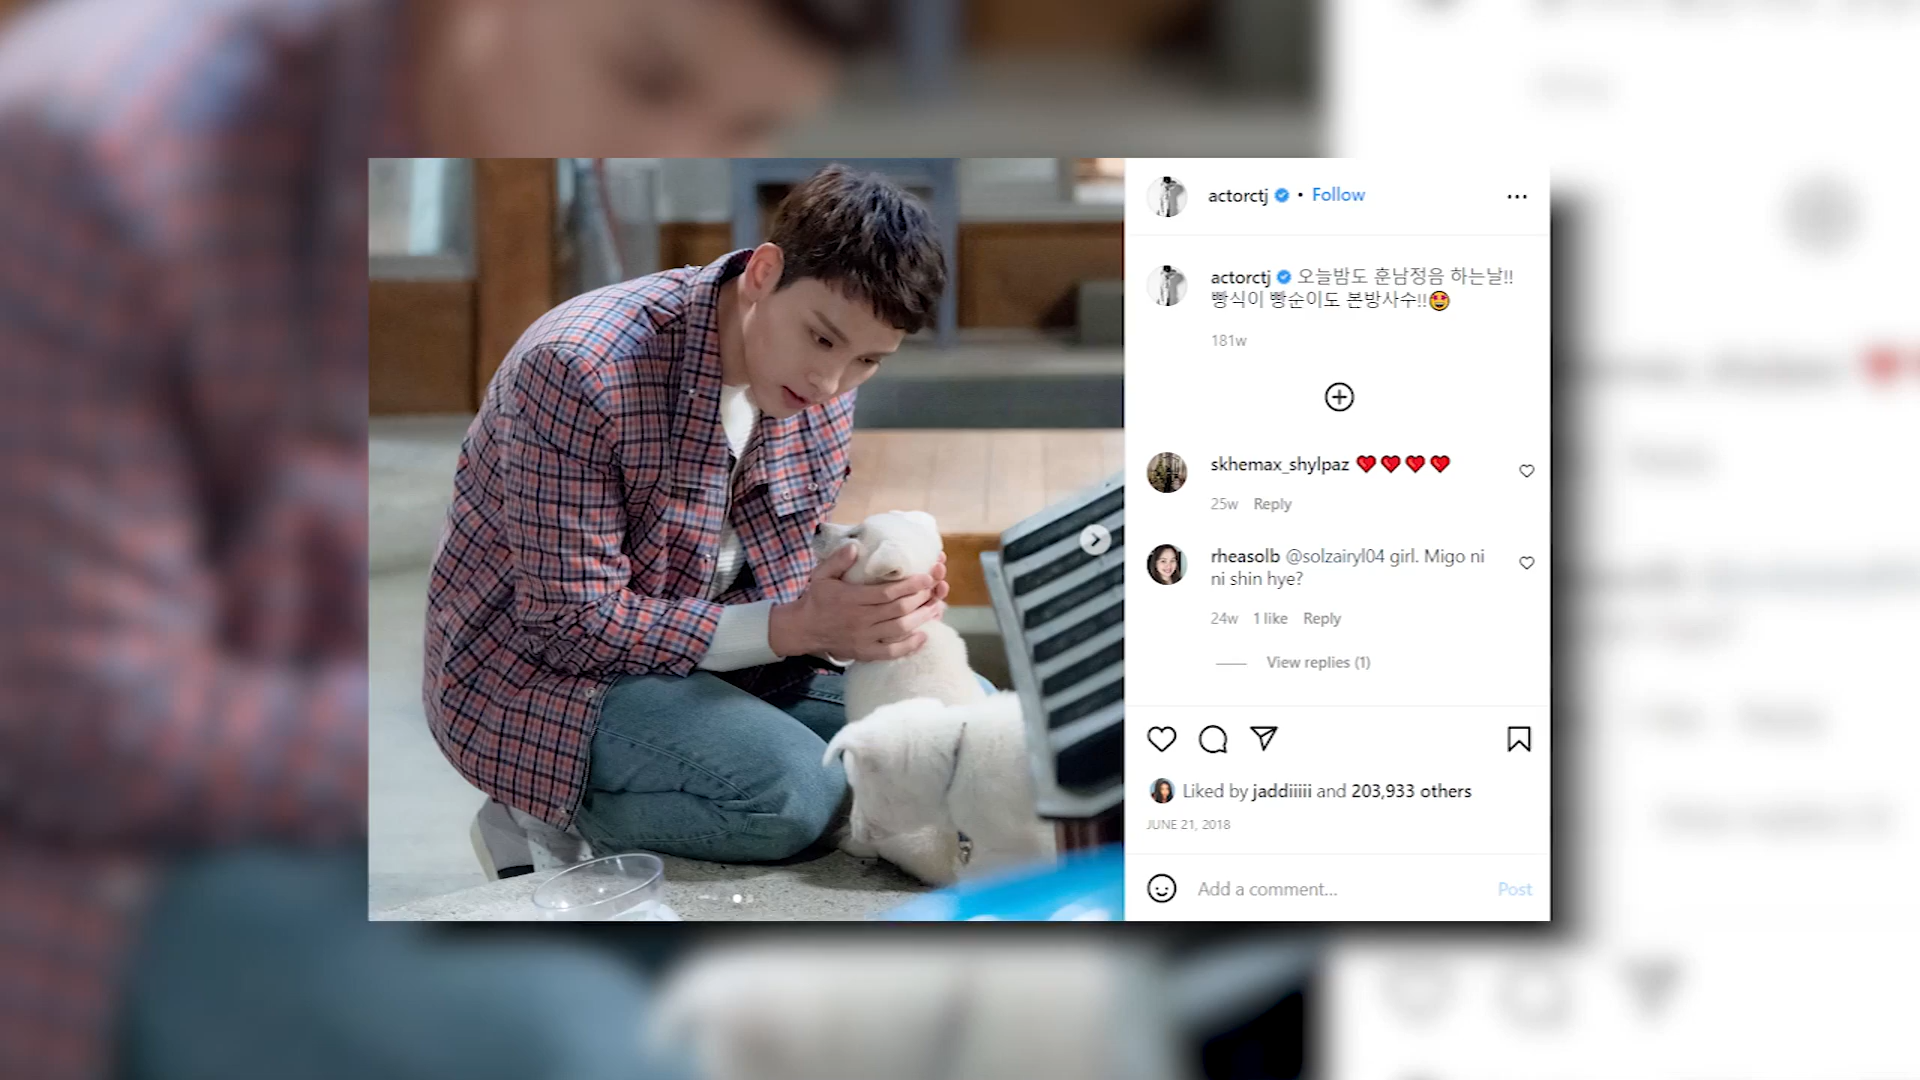 actorctj • Follow
actorctj 오늘밤도 훈남정음 하는날!!
빵식이 빵순이도 본방사수!!🤩
181w
skhemax_shylpaz ❤❤❤❤
25w Reply
rheasolb @solzairyl04 girl. Migo ni
ni shin hye?
24w 1 like Reply
View replies (1)
Liked by jaddiiiii and 203,933 others
JUNE 21, 2018
Add a comment...
Post